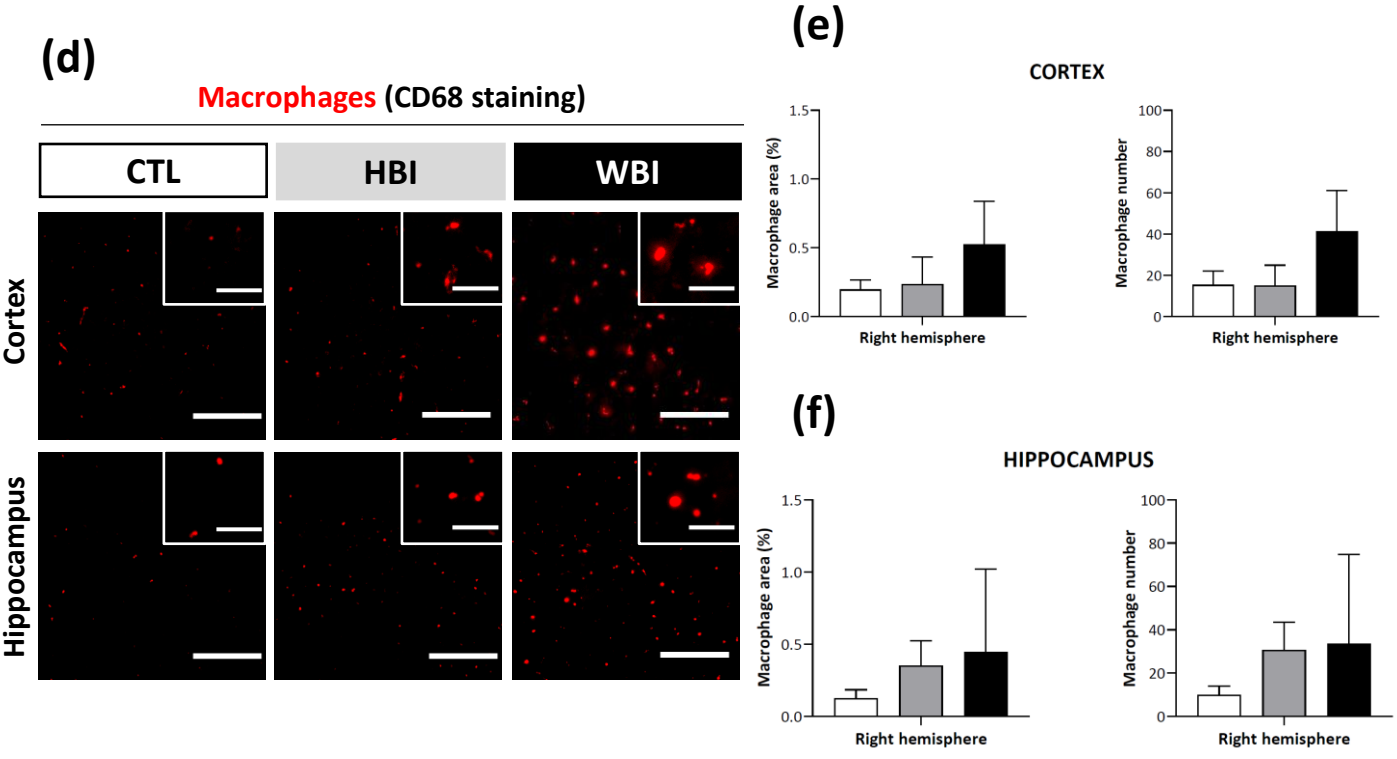 (d)
Macrophages (CD68 staining)
CTL
HBI
WBI
Cortex
Hippocampus
(e)
CORTEX
Macrophage area (%)
1.5
1.0
0.5
0.0
Right hemisphere
Macrophage number
100
80
60
40
20
0
Right hemisphere
(f)
HIPPOCAMPUS
Macrophage area (%)
1.5
1.0
0.5
0.0
Right hemisphere
Macrophage number
100
80
60
40
20
0
Right hemisphere